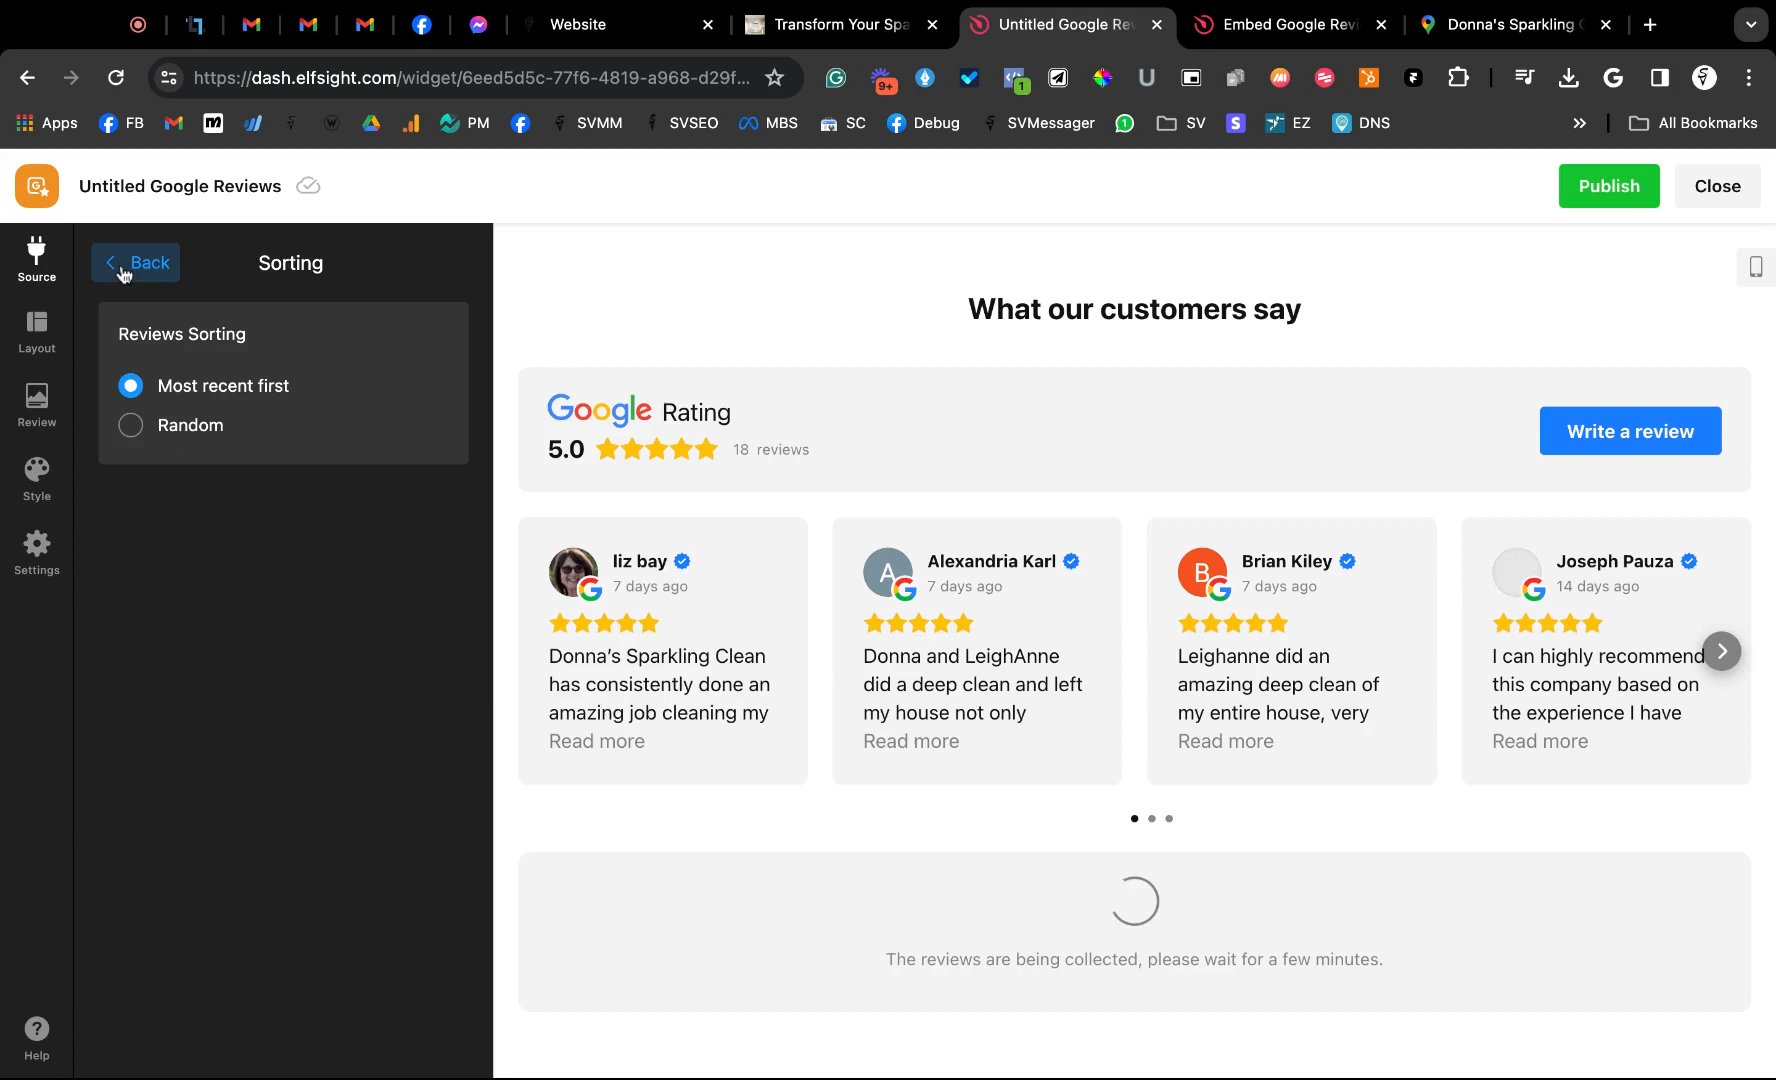 Website
Transform Your Spa
Untitled Google Rev
Embed Google Revi
Donna's Sparkling C
https://dash.elfsight.com/widget/6eed5d5c-77f6-4819-a968-d29f...
9+
1
Apps
FB
PM
SVMM
SVSEO
MBS
SC
Debug
SVMessager
1
SV
S
EZ
DNS
All Bookmarks
Untitled Google Reviews
Publish
Close
Source
Layout
Review
Style
Settings
Help
Back
Sorting
Reviews Sorting
Most recent first
Random
What our customers say
Google Rating
5.0 18 reviews
Write a review
liz bay
7 days ago
Donna’s Sparkling Clean
has consistently done an
amazing job cleaning my
Read more
A
Alexandria Karl
7 days ago
Donna and LeighAnne
did a deep clean and left
my house not only
Read more
B
Brian Kiley
7 days ago
Leighanne did an
amazing deep clean of
my entire house, very
Read more
Joseph Pauza
14 days ago
I can highly recommend
this company based on
the experience I have
Read more
The reviews are being collected, please wait for a few minutes.